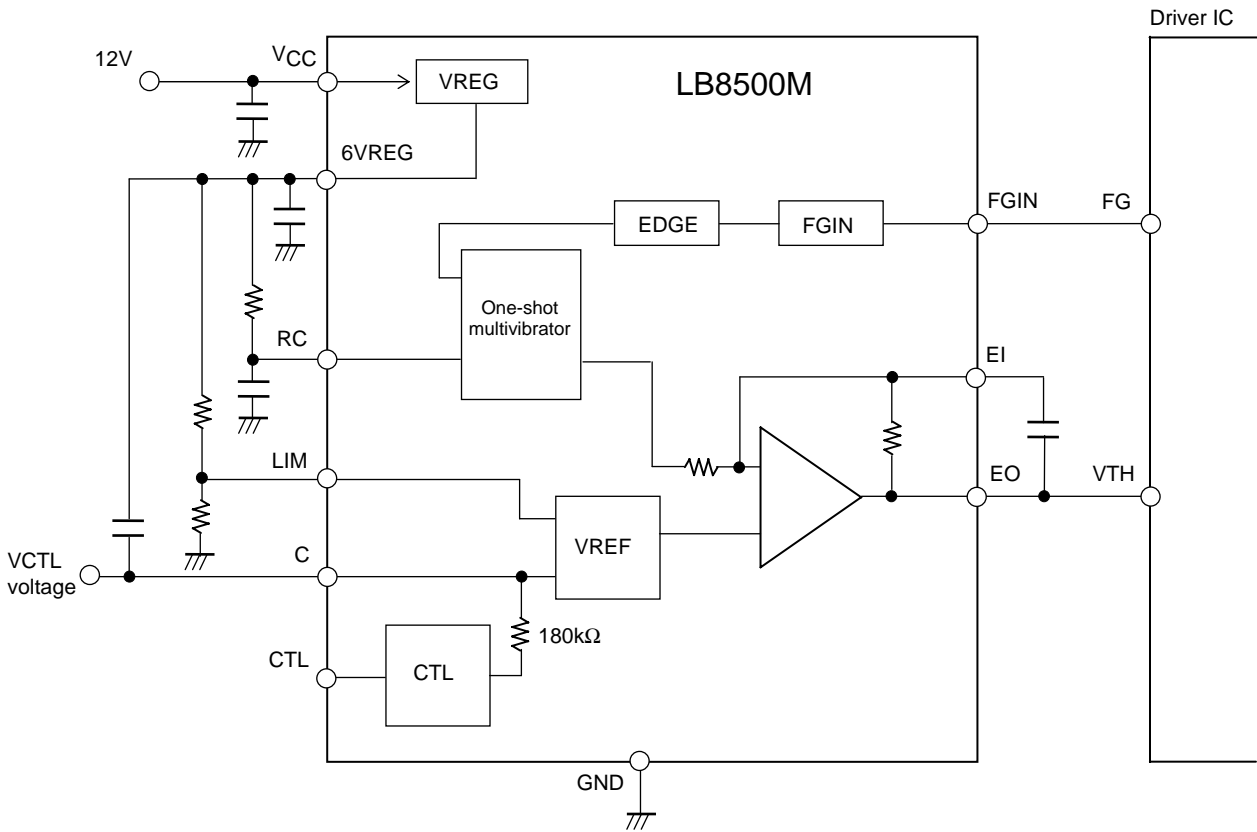 Driver IC
12V
VCC
VREG
LB8500M
6VREG
FGIN
FG
EDGE
FGIN
One-shot
multivibrator
RC
EI
LIM
EO
VTH
VREF
C
VCTL
voltage
180kΩ
CTL
CTL
GND